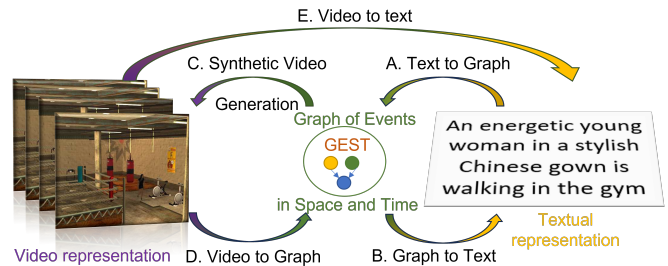 E. Video to text
C. Synthetic Video
Generation
A. Text to Graph
Graph of Events
GEST
in Space and Time
An energetic young
woman in a stylish
Chinese gown is
walking in the gym
Video representation
D. Video to Graph
B. Graph to Text
Textual
representation